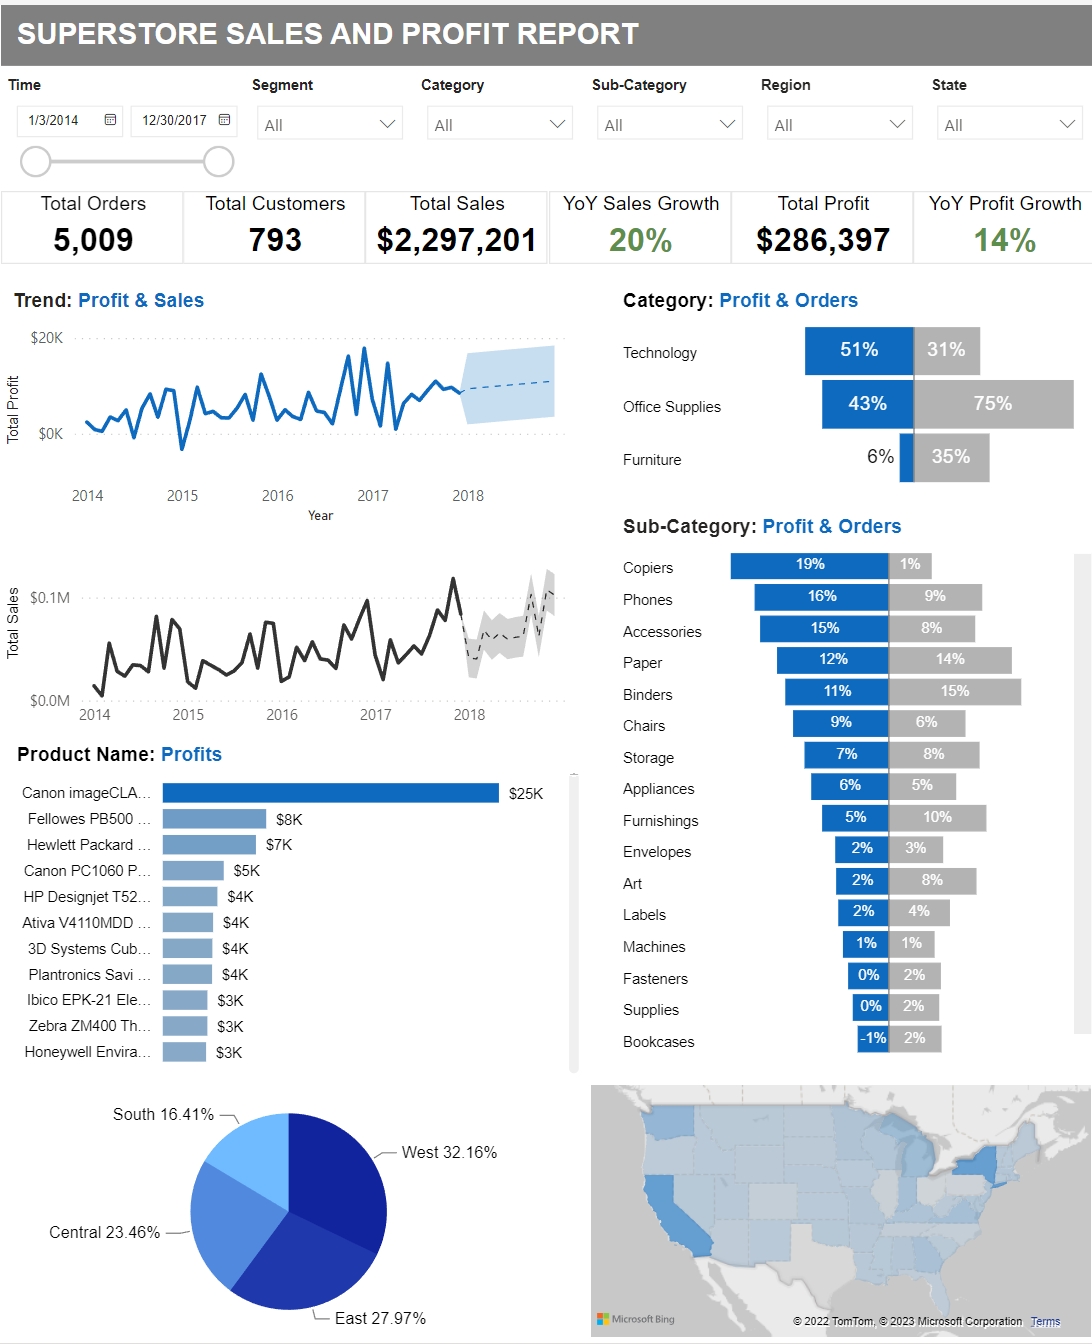 SUPERSTORE SALES AND PROFIT REPORT
Time
Segment
Category
Sub-Category
Region
State
1/3/2014
12/30/2017
All
All
All
All
All
Total Orders
5,009
Total Customers
793
Total Sales
$2,297,201
YoY Sales Growth
20%
Total Profit
$286,397
YoY Profit Growth
14%
Trend: Profit & Sales
$20K
$0K
Total Profit
2014 2015 2016 2017 2018
Year
$0.1M
$0.0M
Total Sales
2014 2015 2016 2017 2018
Product Name: Profits
Canon imageCLA... $25K
Fellowes PB500 ... $8K
Hewlett Packard ... $7K
Canon PC1060 P... $5K
HP Designjet T52... $4K
Ativa V4110MDD ... $4K
3D Systems Cub... $4K
Plantronics Savi ... $4K
Ibico EPK-21 Ele... $3K
Zebra ZM400 Th... $3K
Honeywell Envira... $3K
Category: Profit & Orders
Technology 51% 31%
Office Supplies 43% 75%
Furniture 6% 35%
Sub-Category: Profit & Orders
Copiers 19% 1%
Phones 16% 9%
Accessories 15% 8%
Paper 12% 14%
Binders 11% 15%
Chairs 9% 6%
Storage 7% 8%
Appliances 6% 5%
Furnishings 5% 10%
Envelopes 2% 3%
Art 2% 8%
Labels 2% 4%
Machines 1% 1%
Fasteners 0% 2%
Supplies 0% 2%
Bookcases -1% 2%
South 16.41%
West 32.16%
Central 23.46%
East 27.97%
Microsoft Bing
© 2022 TomTom, © 2023 Microsoft Corporation Terms